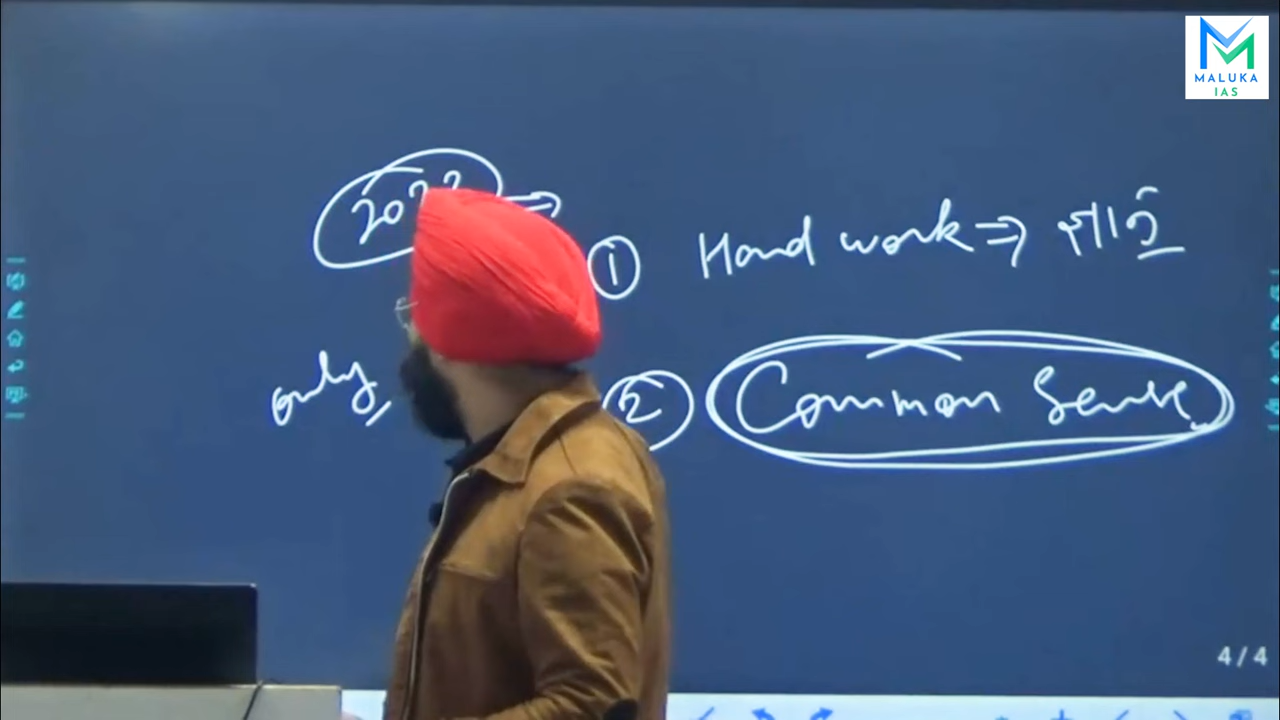 MALUKA
IAS
① Hard work ⇒
only ② Common Sense
4/4